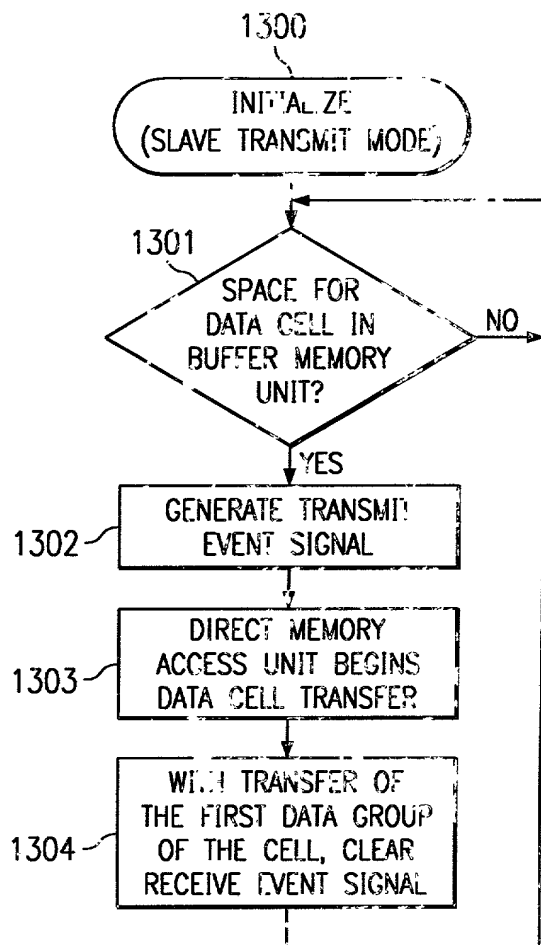 1300
INITIALIZE
(SLAVE TRANSMIT MODE)
1301
SPACE FOR
DATA CELL IN
BUFFER MEMORY
UNIT?
NO
YES
1302
GENERATE TRANSMIT
EVENT SIGNAL
1303
DIRECT MEMORY
ACCESS UNIT BEGINS
DATA CELL TRANSFER
1304
WITH TRANSFER OF
THE FIRST DATA GROUP
OF THE CELL, CLEAR
RECEIVE EVENT SIGNAL